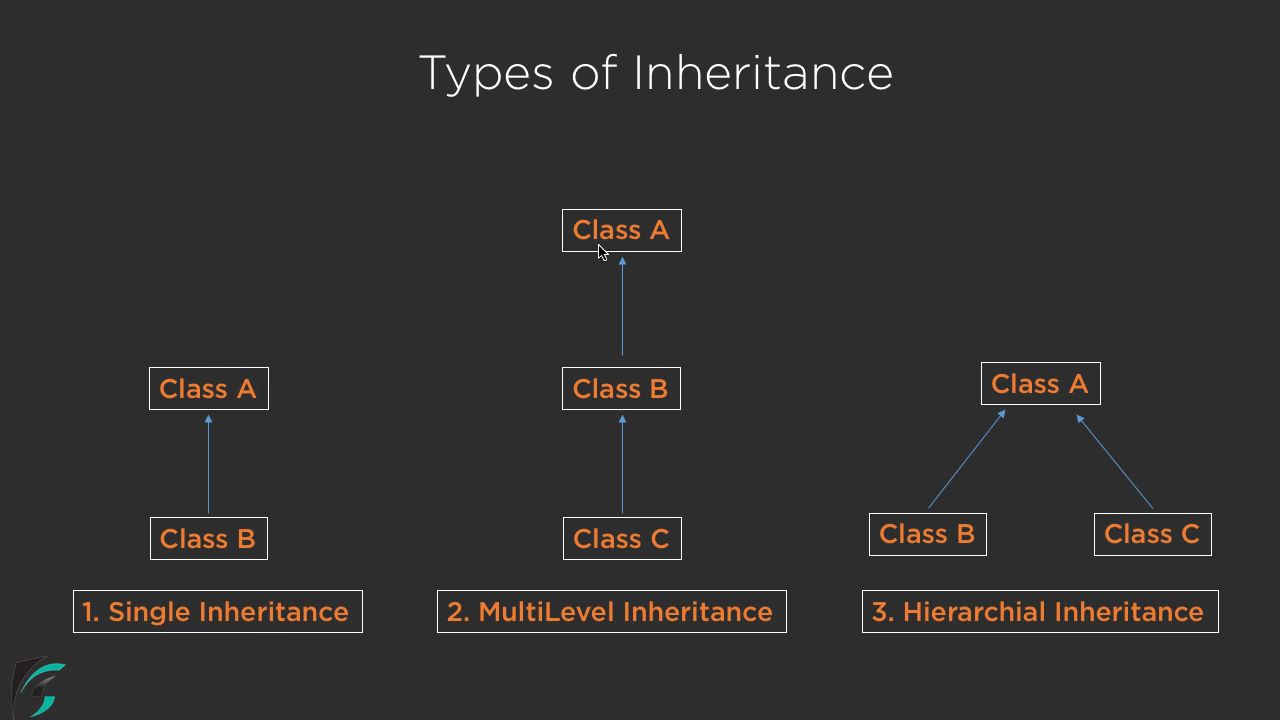 Types of Inheritance
Class A
Class B
1. Single Inheritance
Class A
Class B
Class C
2. MultiLevel Inheritance
Class A
Class B
Class C
3. Hierarchial Inheritance